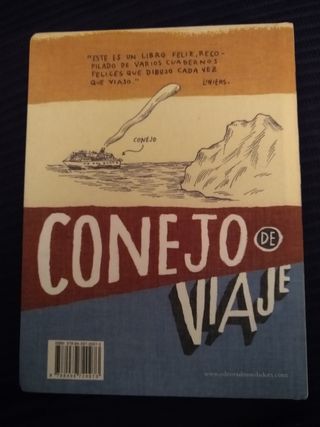 "ESTE ES UN LIBRO FELIZ, RECO-
PILADO DE VARIOS CUADERNOS
FELICES QUE DIBUJO CADA VEZ
QUE VIAJO." LINIERS.
CONEJO
CONEJO DE
VIAJE